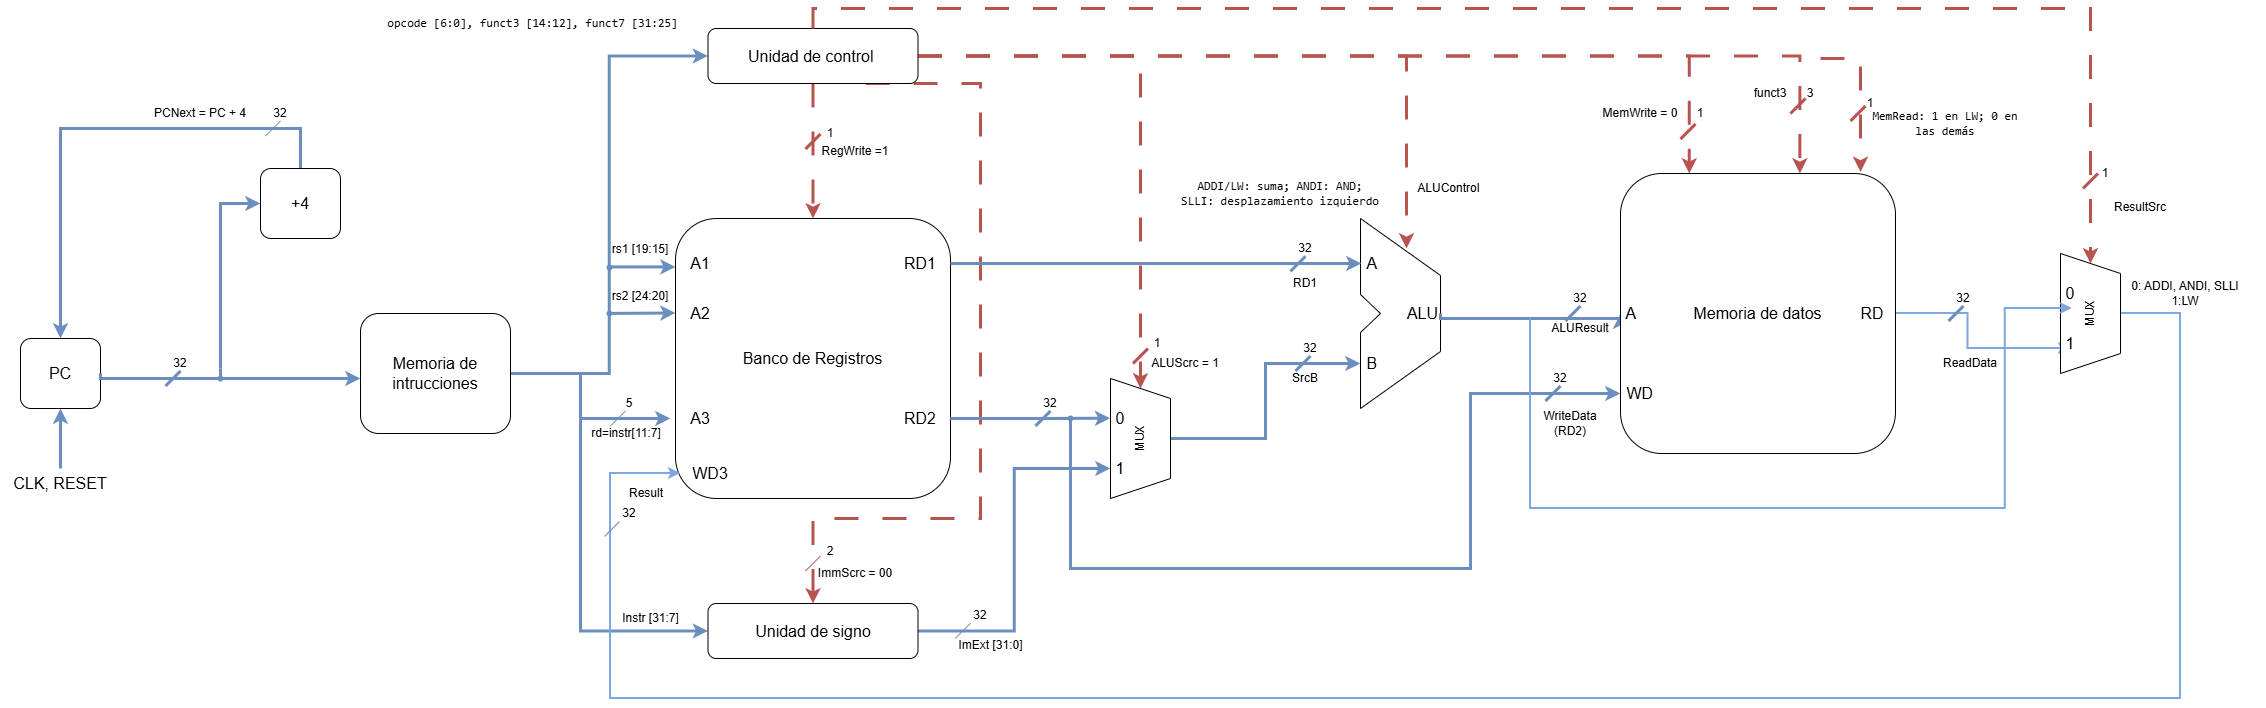 opcode [6:0], funct3 [14:12], funct7 [31:25]
Unidad de control
PCNext = PC + 4
32
+4
PC
32
CLK, RESET
Memoria de
intrucciones
1
RegWrite =1
rs1 [19:15]
rs2 [24:20]
5
rd=instr[11:7]
Result
32
A1
A2
A3
WD3
Banco de Registros
RD1
RD2
2
ImmScrc = 00
Instr [31:7]
Unidad de signo
32
ImExt [31:0]
32
0
1
MUX
1
ALUScrc = 1
32
RD1
32
SrcB
ADDI/LW: suma; ANDI: AND;
SLLI: desplazamiento izquierdo
ALUControl
A
B
ALU
32
ALUResult
32
WriteData
(RD2)
MemWrite = 0
1
funct3
3
1
MemRead: 1 en LW; 0 en
las demás
A
WD
Memoria de datos
RD
32
ReadData
1
ResultSrc
0
1
MUX
0: ADDI, ANDI, SLLI
1:LW